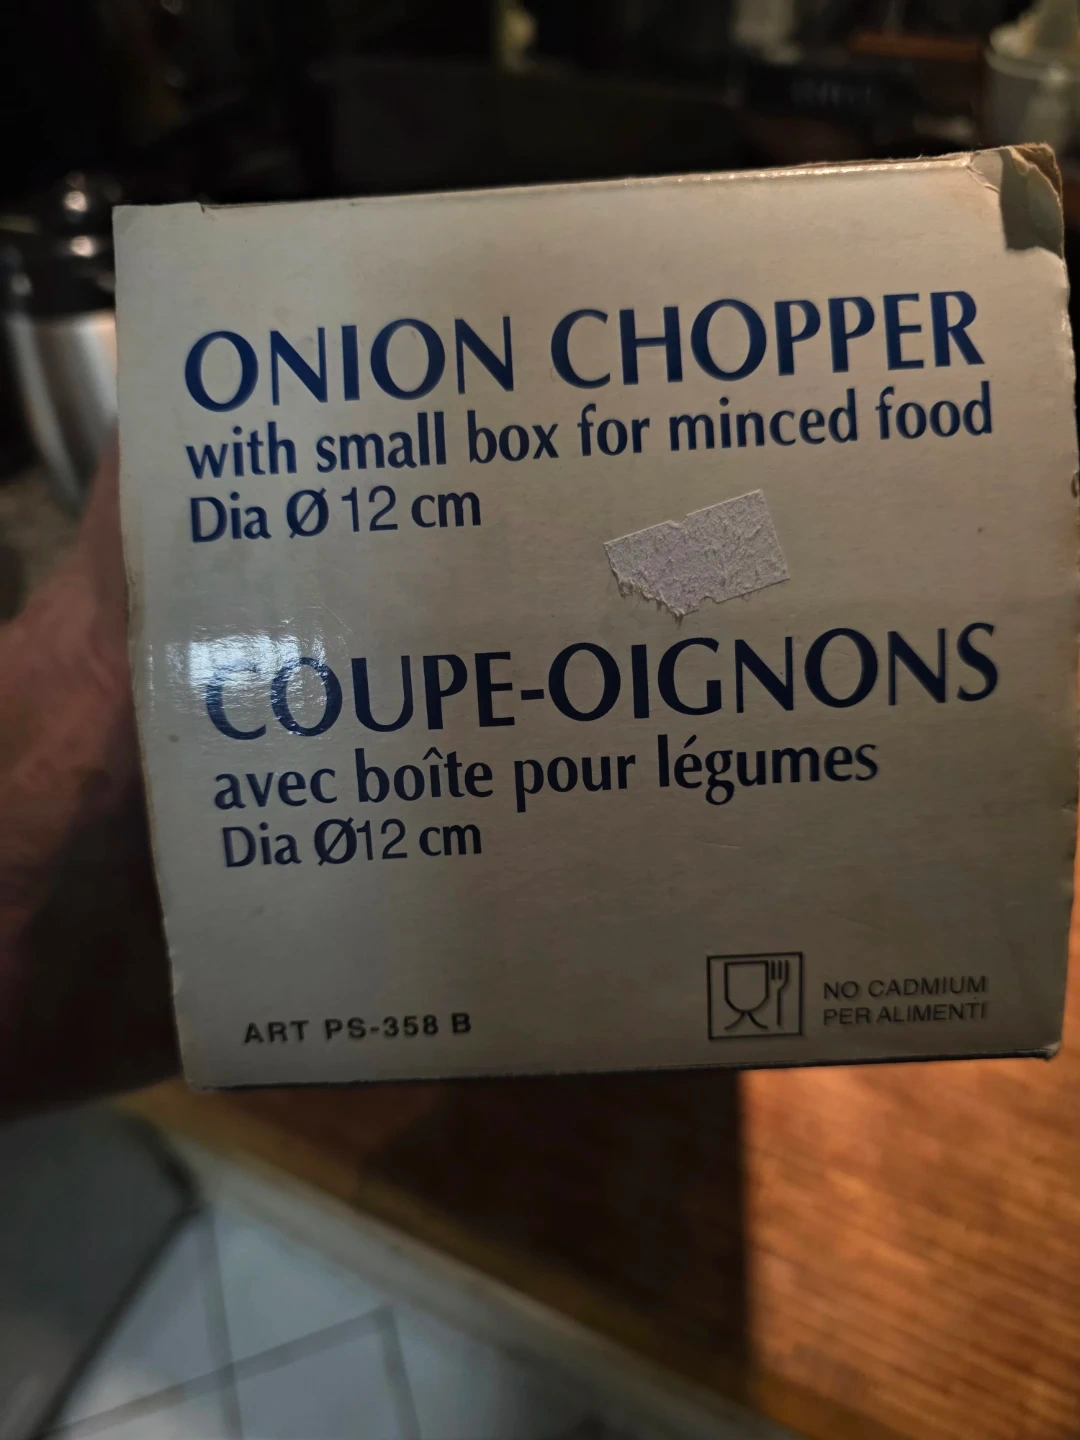 ONION CHOPPER
with small box for minced food
Dia Ø 12 cm
COUPE-OIGNONS
avec boîte pour légumes
Dia Ø12 cm
ART PS-358 B
NO CADMIUM
PER ALIMENTI